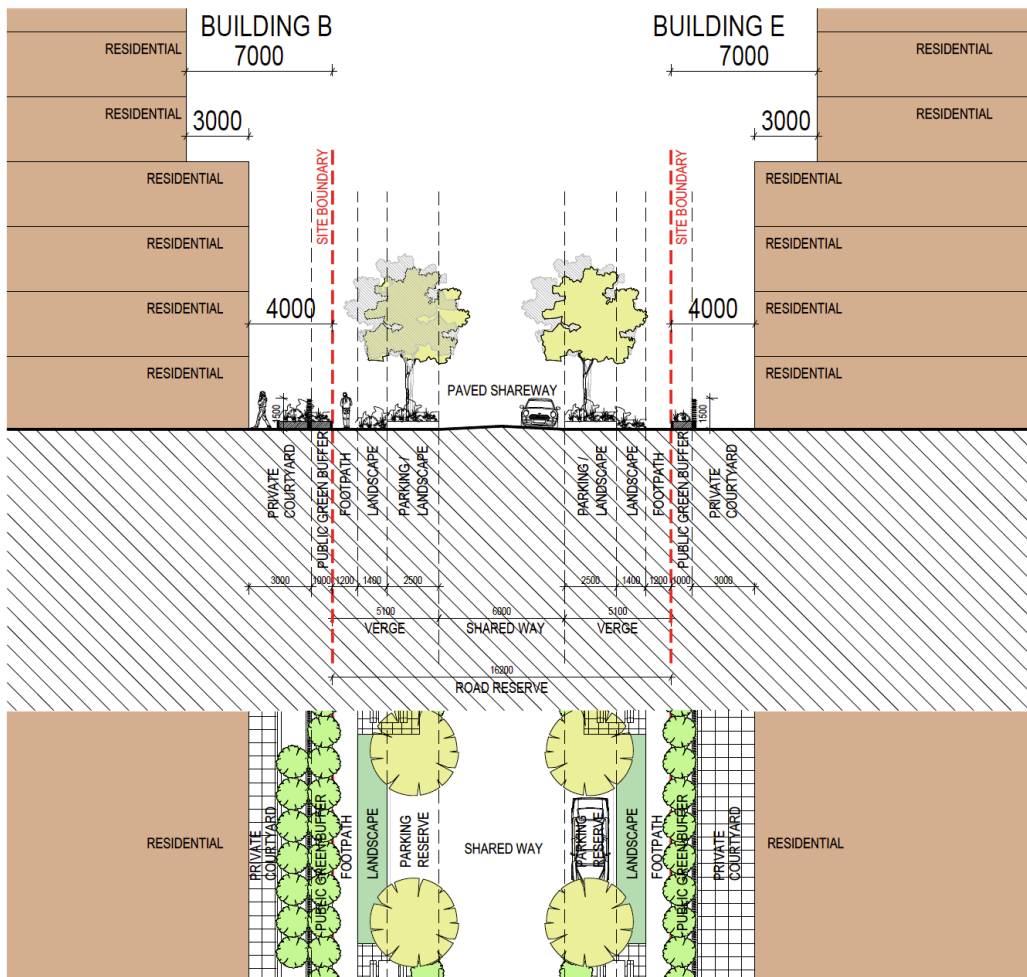 BUILDING B
BUILDING E
7000
7000
RESIDENTIAL
RESIDENTIAL
RESIDENTIAL
RESIDENTIAL
3000
3000
RESIDENTIAL
RESIDENTIAL
SITE BOUNDARY
SITE BOUNDARY
RESIDENTIAL
RESIDENTIAL
4000
4000
RESIDENTIAL
RESIDENTIAL
RESIDENTIAL
RESIDENTIAL
PAVED SHAREWAY
1500
1500
PRIVATE
COURTYARD
PUBLIC GREEN BUFFER
FOOTPATH
LANDSCAPE
PARKING /
LANDSCAPE
PARKING /
LANDSCAPE
LANDSCAPE
FOOTPATH
PUBLIC GREEN BUFFER
PRIVATE
COURTYARD
3000
1000
1200
1400
2500
2500
1400
1200
1000
3000
5100
6000
5100
VERGE
SHARED WAY
VERGE
16200
ROAD RESERVE
RESIDENTIAL
PRIVATE
COURTYARD
PUBLIC GREEN BUFFER
FOOTPATH
LANDSCAPE
PARKING
RESERVE
SHARED WAY
PARKING
RESERVE
LANDSCAPE
FOOTPATH
PUBLIC GREEN BUFFER
PRIVATE
COURTYARD
RESIDENTIAL